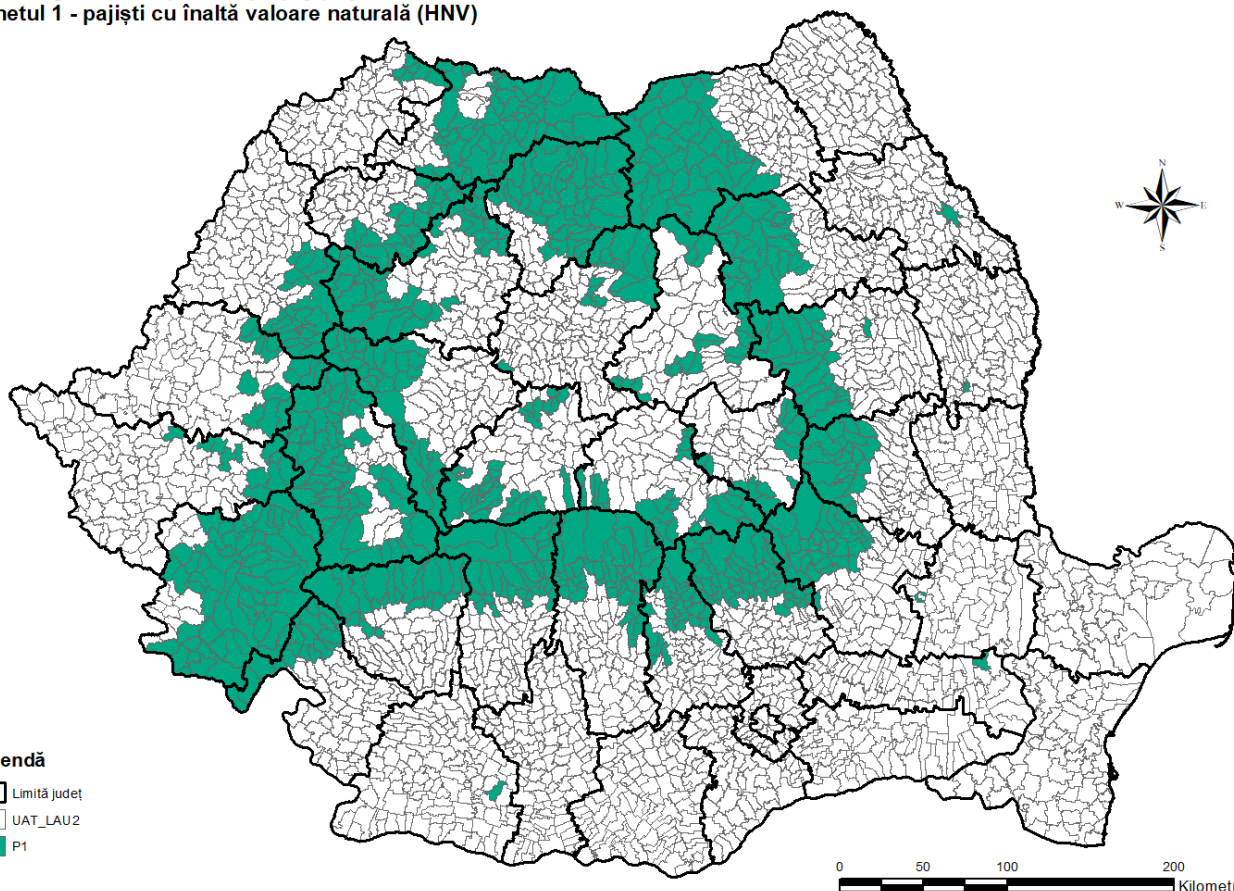 netul 1 - pajiști cu înaltă valoare naturală (HNV)
N
W E
S
endă
Limită județ
UAT_LAU2
P1
0 50 100 200
Kilomet